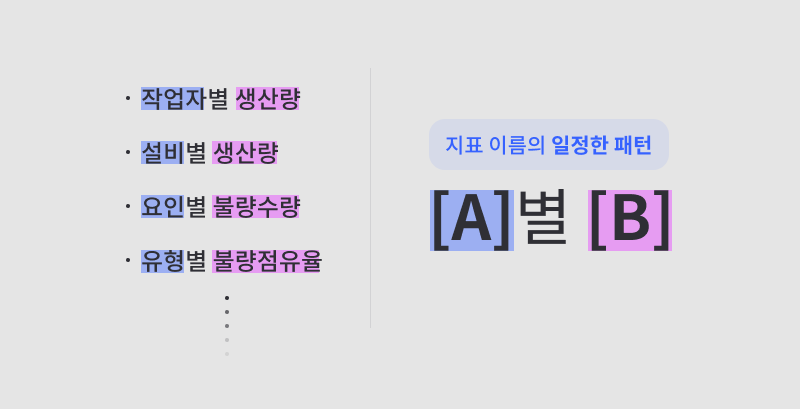 · 작업자별 생산량
· 설비별 생산량
· 요인별 불량수량
· 유형별 불량점유율
지표 이름의 일정한 패턴
[A]별 [B]